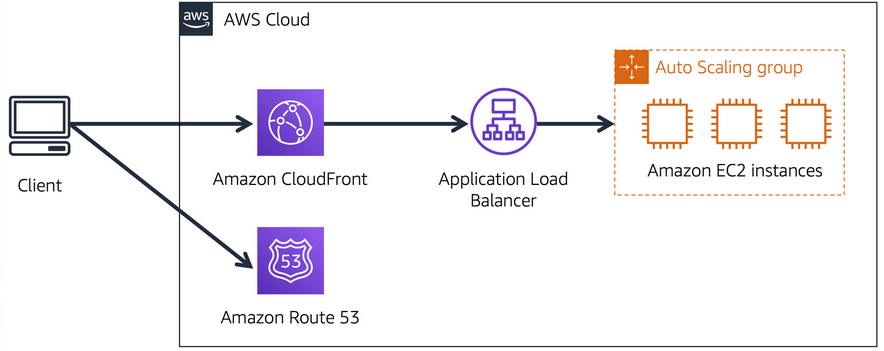 aws
AWS Cloud
Auto Scaling group
Client
Amazon CloudFront
Application Load
Balancer
Amazon EC2 instances
53
Amazon Route 53